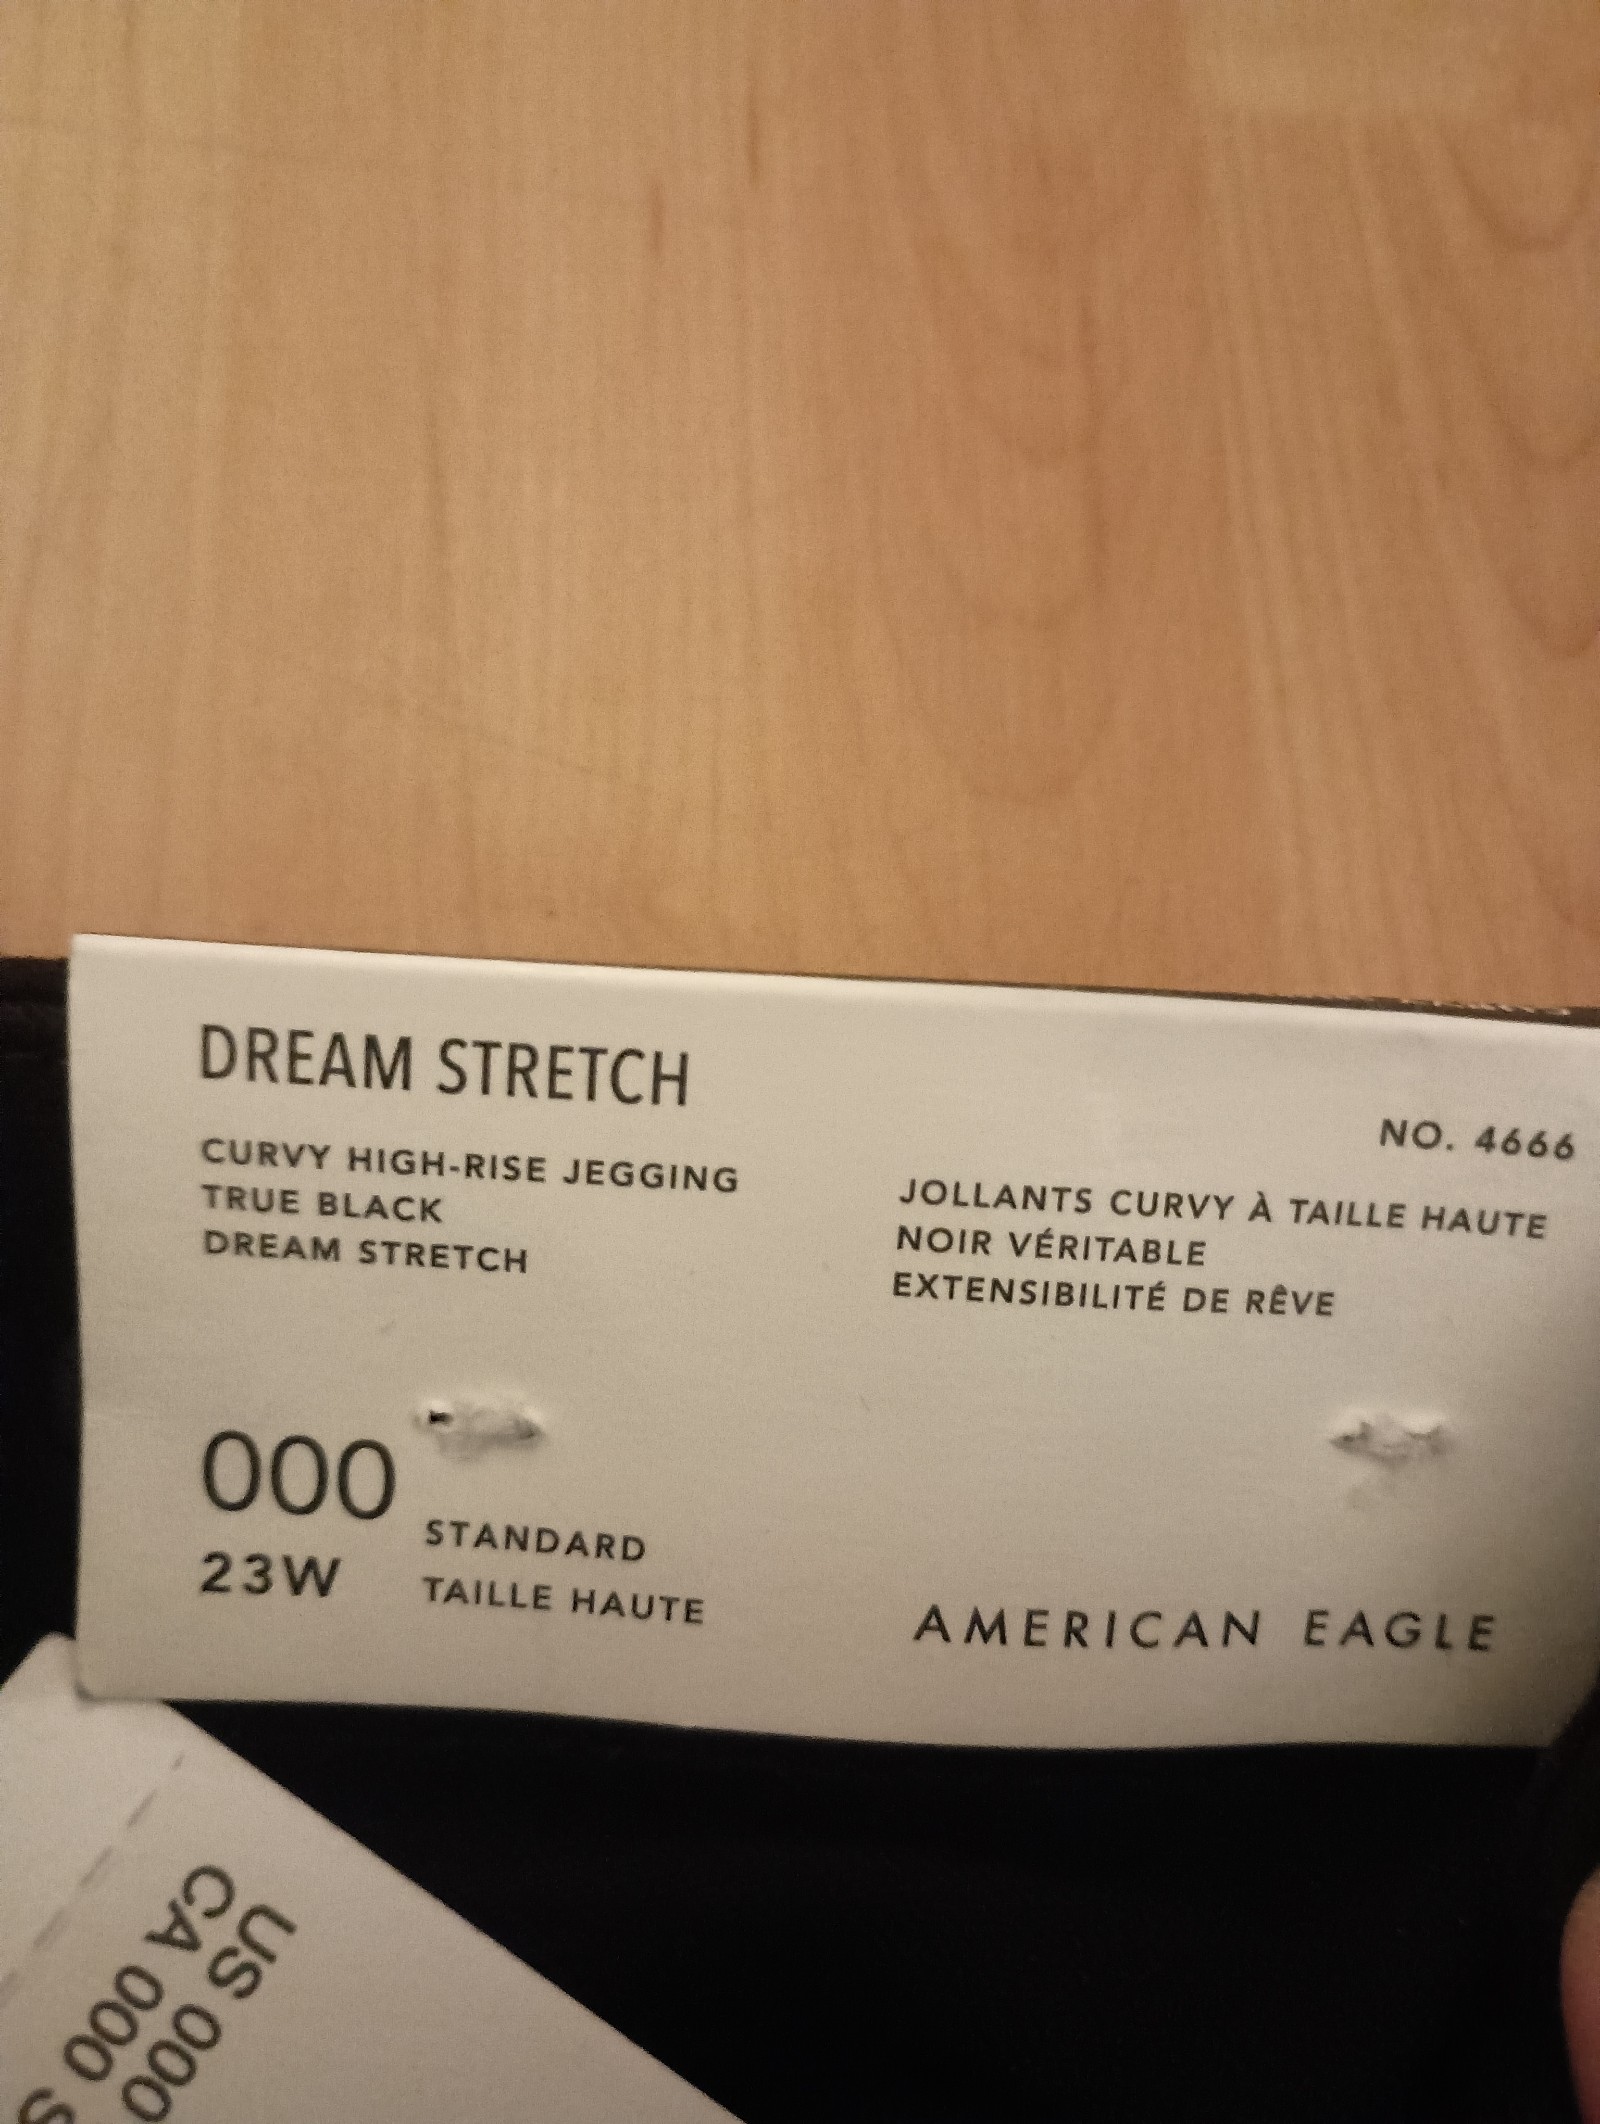 DREAM STRETCH
NO. 4666
CURVY HIGH-RISE JEGGING
TRUE BLACK
DREAM STRETCH
JOLLANTS CURVY À TAILLE HAUTE
NOIR VÉRITABLE
EXTENSIBILITÉ DE RÊVE
000
23W
STANDARD
TAILLE HAUTE
AMERICAN EAGLE
US 000
CA 000 S